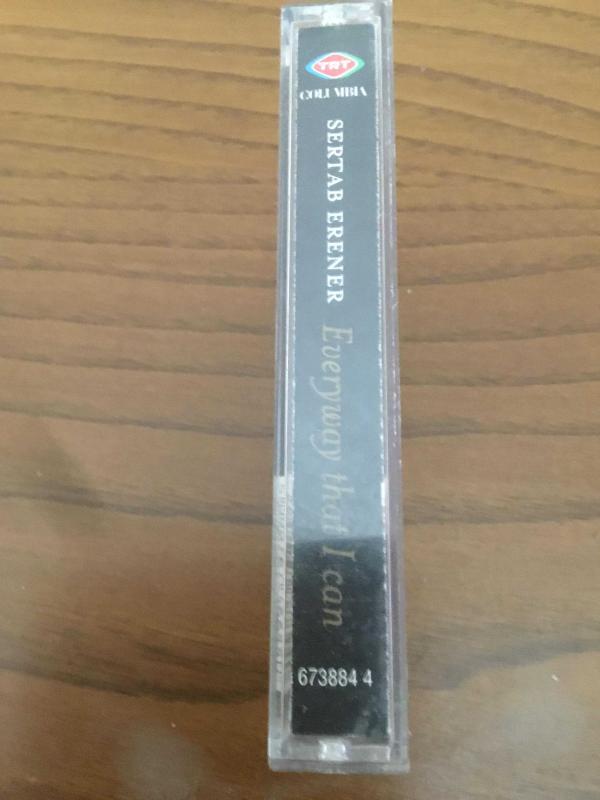 TRT
COLUMBIA
SERTAB ERENER
Everyway that I can
673884 4